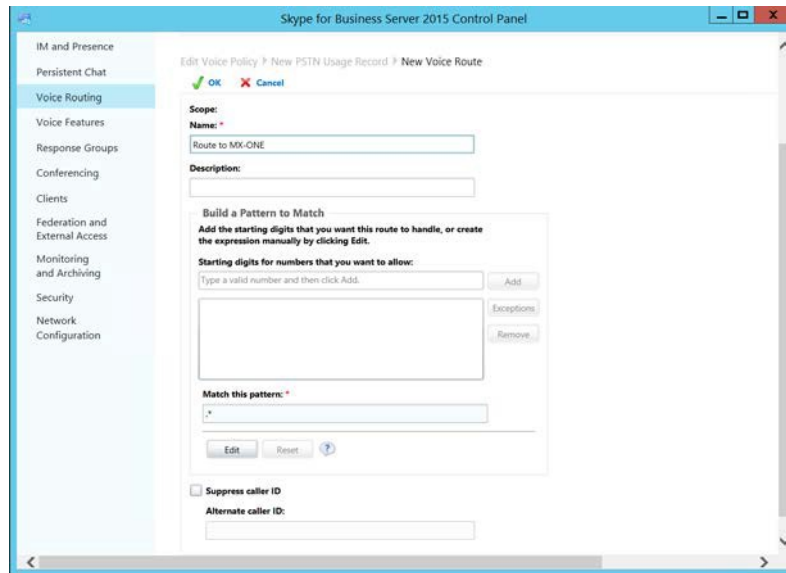 Skype for Business Server 2015 Control Panel
IM and Presence
Persistent Chat
Voice Routing
Voice Features
Response Groups
Conferencing
Clients
Federation and
External Access
Monitoring
and Archiving
Security
Network
Configuration
Edit Voice Policy ▸ New PSTN Usage Record ▸ New Voice Route
OK Cancel
Scope:
Name: *
Route to MX-ONE
Description:
Build a Pattern to Match
Add the starting digits that you want this route to handle, or create
the expression manually by clicking Edit.
Starting digits for numbers that you want to allow:
Type a valid number and then click Add.
Add
Exceptions
Remove
Match this pattern: *
.*
Edit Reset ?
Suppress caller ID
Alternate caller ID: